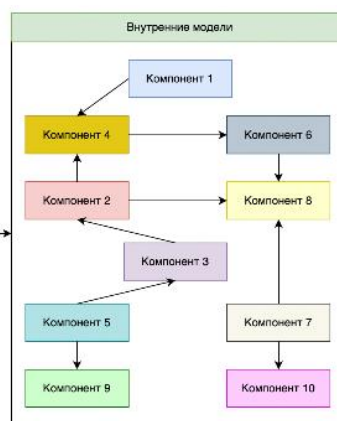 Внутренние модели
Компонент 1
Компонент 4
Компонент 6
Компонент 2
Компонент 8
Компонент 3
Компонент 5
Компонент 7
Компонент 9
Компонент 10